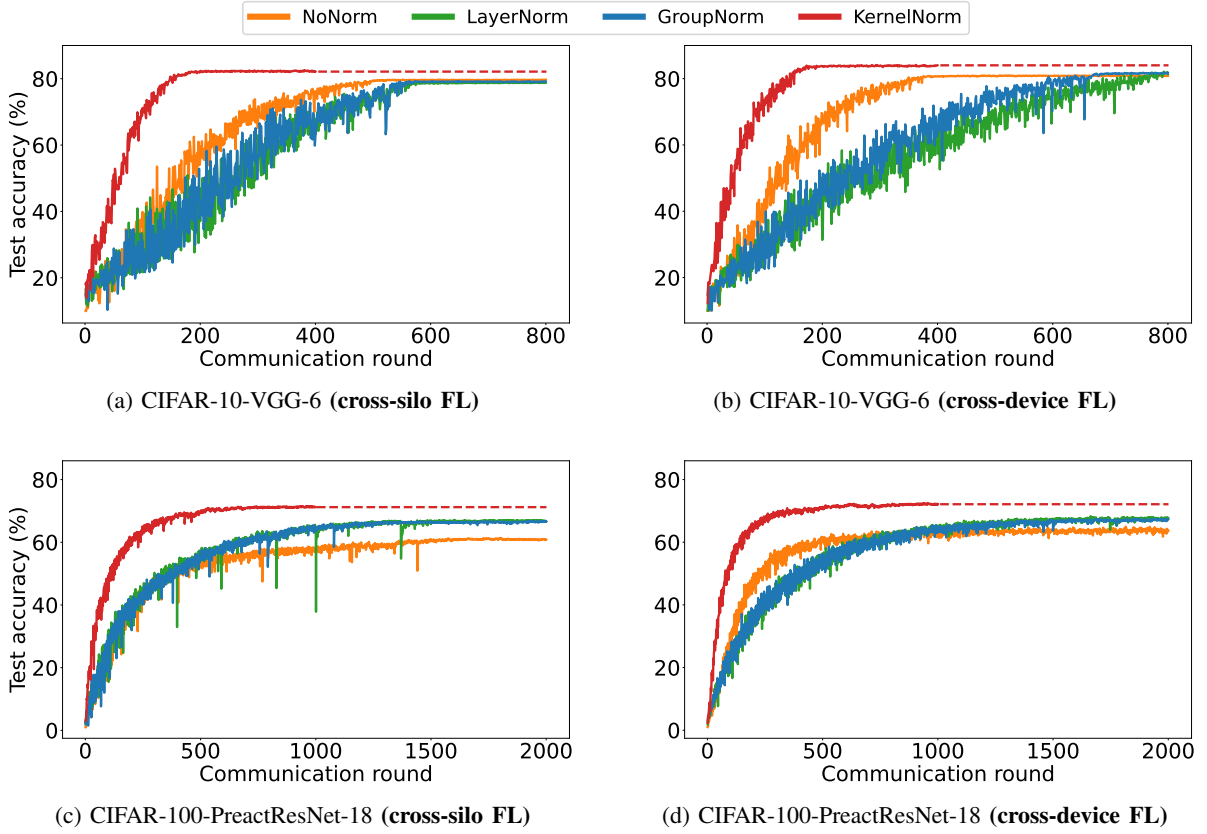 NoNorm LayerNorm GroupNorm KernelNorm
Test accuracy (%)
80
60
40
20
0 200 400 600 800
Communication round
(a) CIFAR-10-VGG-6 (cross-silo FL)
80
60
40
20
0 200 400 600 800
Communication round
(b) CIFAR-10-VGG-6 (cross-device FL)
Test accuracy (%)
80
60
40
20
0
0 500 1000 1500 2000
Communication round
(c) CIFAR-100-PreactResNet-18 (cross-silo FL)
80
60
40
20
0
0 500 1000 1500 2000
Communication round
(d) CIFAR-100-PreactResNet-18 (cross-device FL)